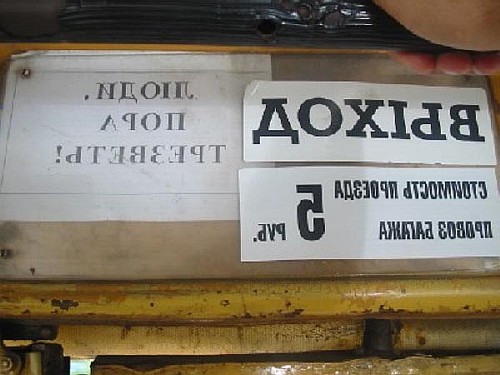 ЛЮДИ,
ПОРА
ТРЕЗВЕТЬ!
ВЫХОД
СТОИМОСТЬ ПРОЕЗДА
ПРОВОЗ БАГАЖА
5 РУБ.